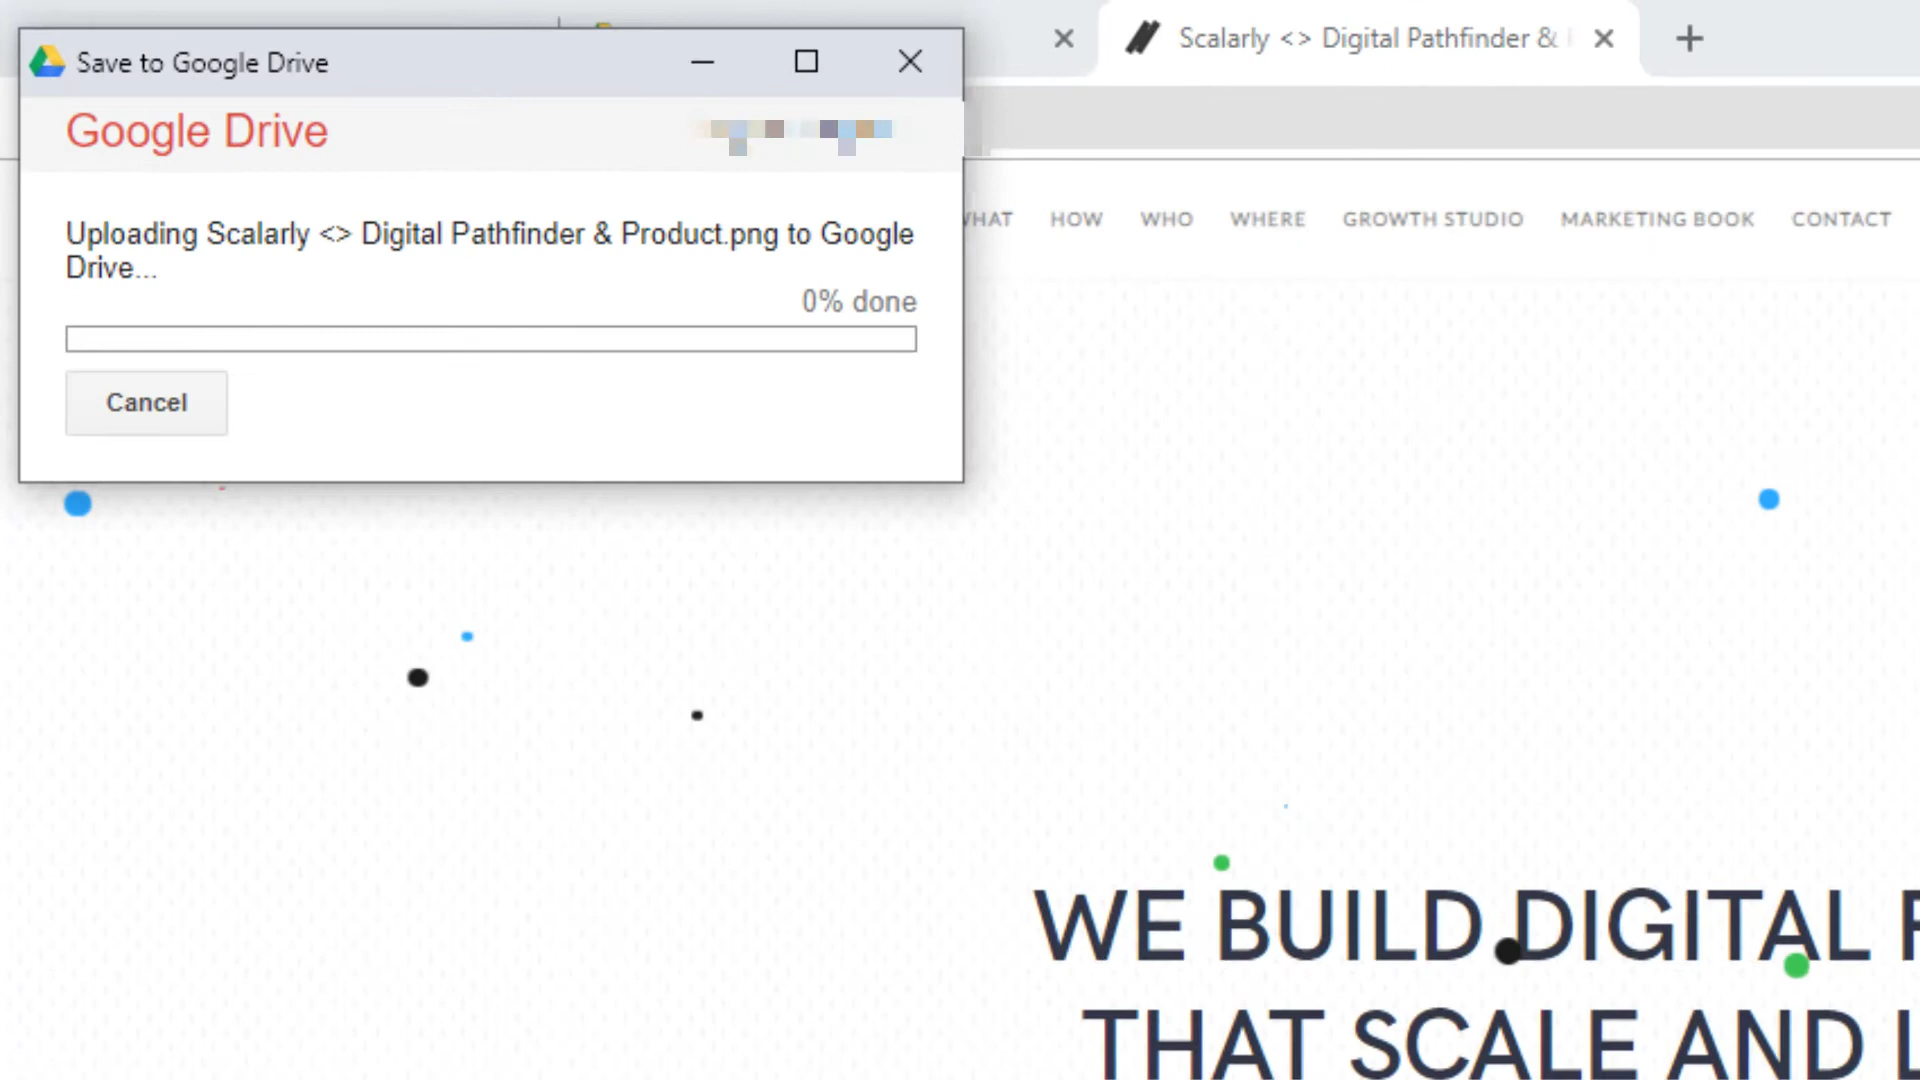 Save to Google Drive
Scalarly <> Digital Pathfinder &
Google Drive
Uploading Scalarly <> Digital Pathfinder & Product.png to Google
Drive...
0% done
Cancel
WHAT HOW WHO WHERE GROWTH STUDIO MARKETING BOOK CONTACT
WE BUILD DIGITAL
THAT SCALE AND